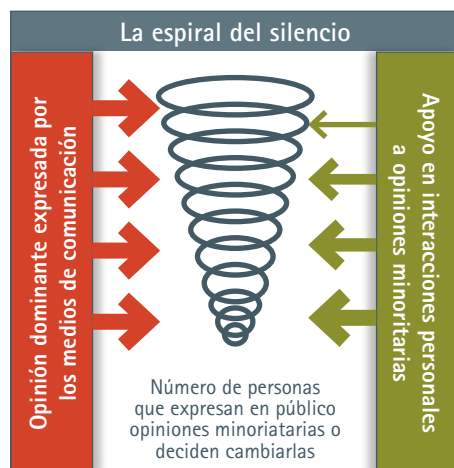 La espiral del silencio
Opinión dominante expresada por
los medios de comunicación
Apoyo en interacciones personales
a opiniones minoritarias
Número de personas
que expresan en público
opiniones minoriatarias o
deciden cambiarlas